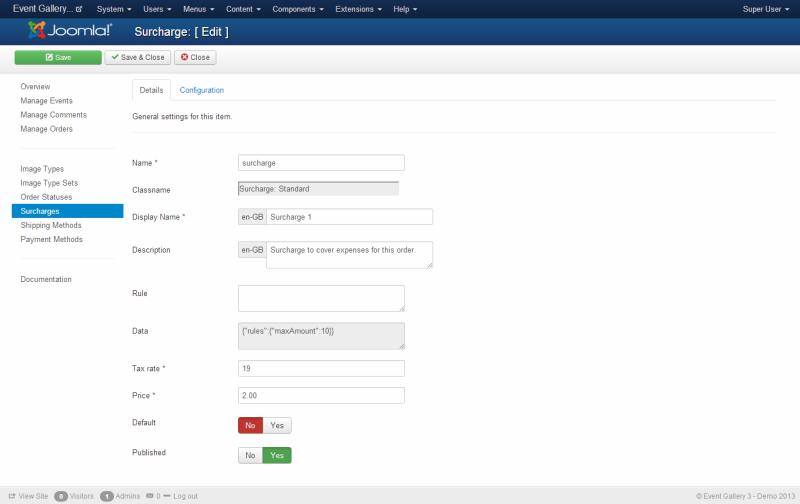 Event Gallery... System Users Menus Content Components Extensions Help Super User
Joomla! Surcharge: [ Edit ]
Save Save & Close Close
Overview
Manage Events
Manage Comments
Manage Orders
Image Types
Image Type Sets
Order Statuses
Surcharges
Shipping Methods
Payment Methods
Documentation
Details Configuration
General settings for this item.
Name * surcharge
Classname Surcharge: Standard
Display Name * en-GB Surcharge 1
Description en-GB Surcharge to cover expenses for this order.
Rule
Data {"rules":{"maxAmount":10}}
Tax rate * 19
Price * 2.00
Default No Yes
Published No Yes
View Site 0 Visitors 1 Admins 0 Log out © Event Gallery 3 - Demo 2013